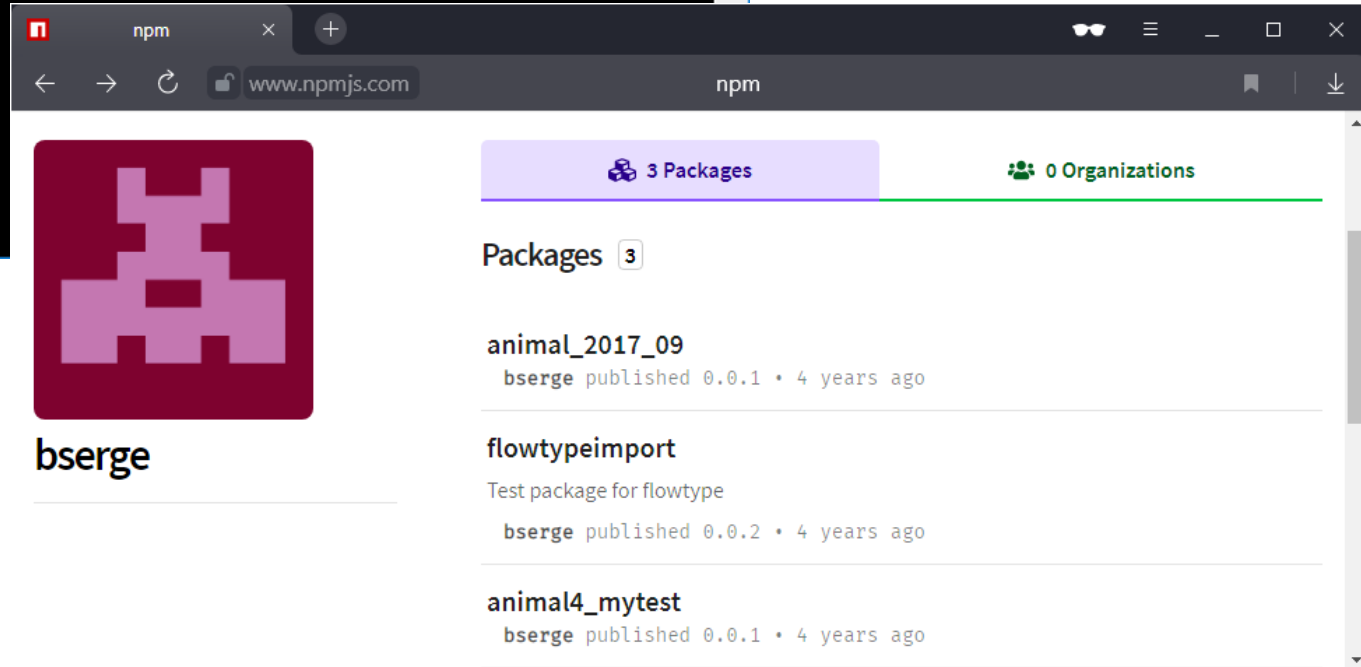 npm
www.npmjs.com
npm
3 Packages
0 Organizations
bserge
Packages 3
animal_2017_09
bserge published 0.0.1 • 4 years ago
flowtypeimport
Test package for flowtype
bserge published 0.0.2 • 4 years ago
animal4_mytest
bserge published 0.0.1 • 4 years ago